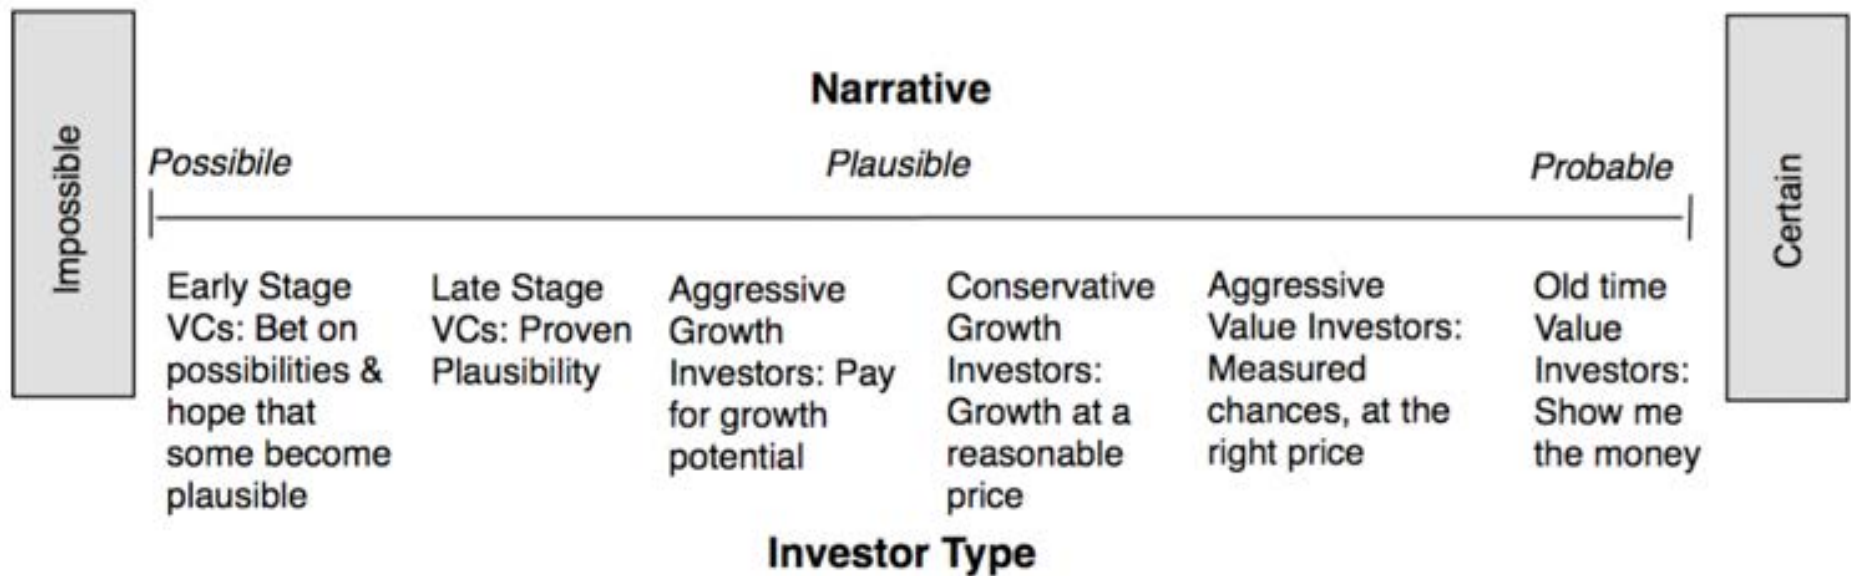 Impossible
Narrative
Possibile
Plausible
Probable
Certain
Early Stage
VCs: Bet on
possibilities &
hope that
some become
plausible
Late Stage
VCs: Proven
Plausibility
Aggressive
Growth
Investors: Pay
for growth
potential
Conservative
Growth
Investors:
Growth at a
reasonable
price
Aggressive
Value Investors:
Measured
chances, at the
right price
Old time
Value
Investors:
Show me
the money
Investor Type